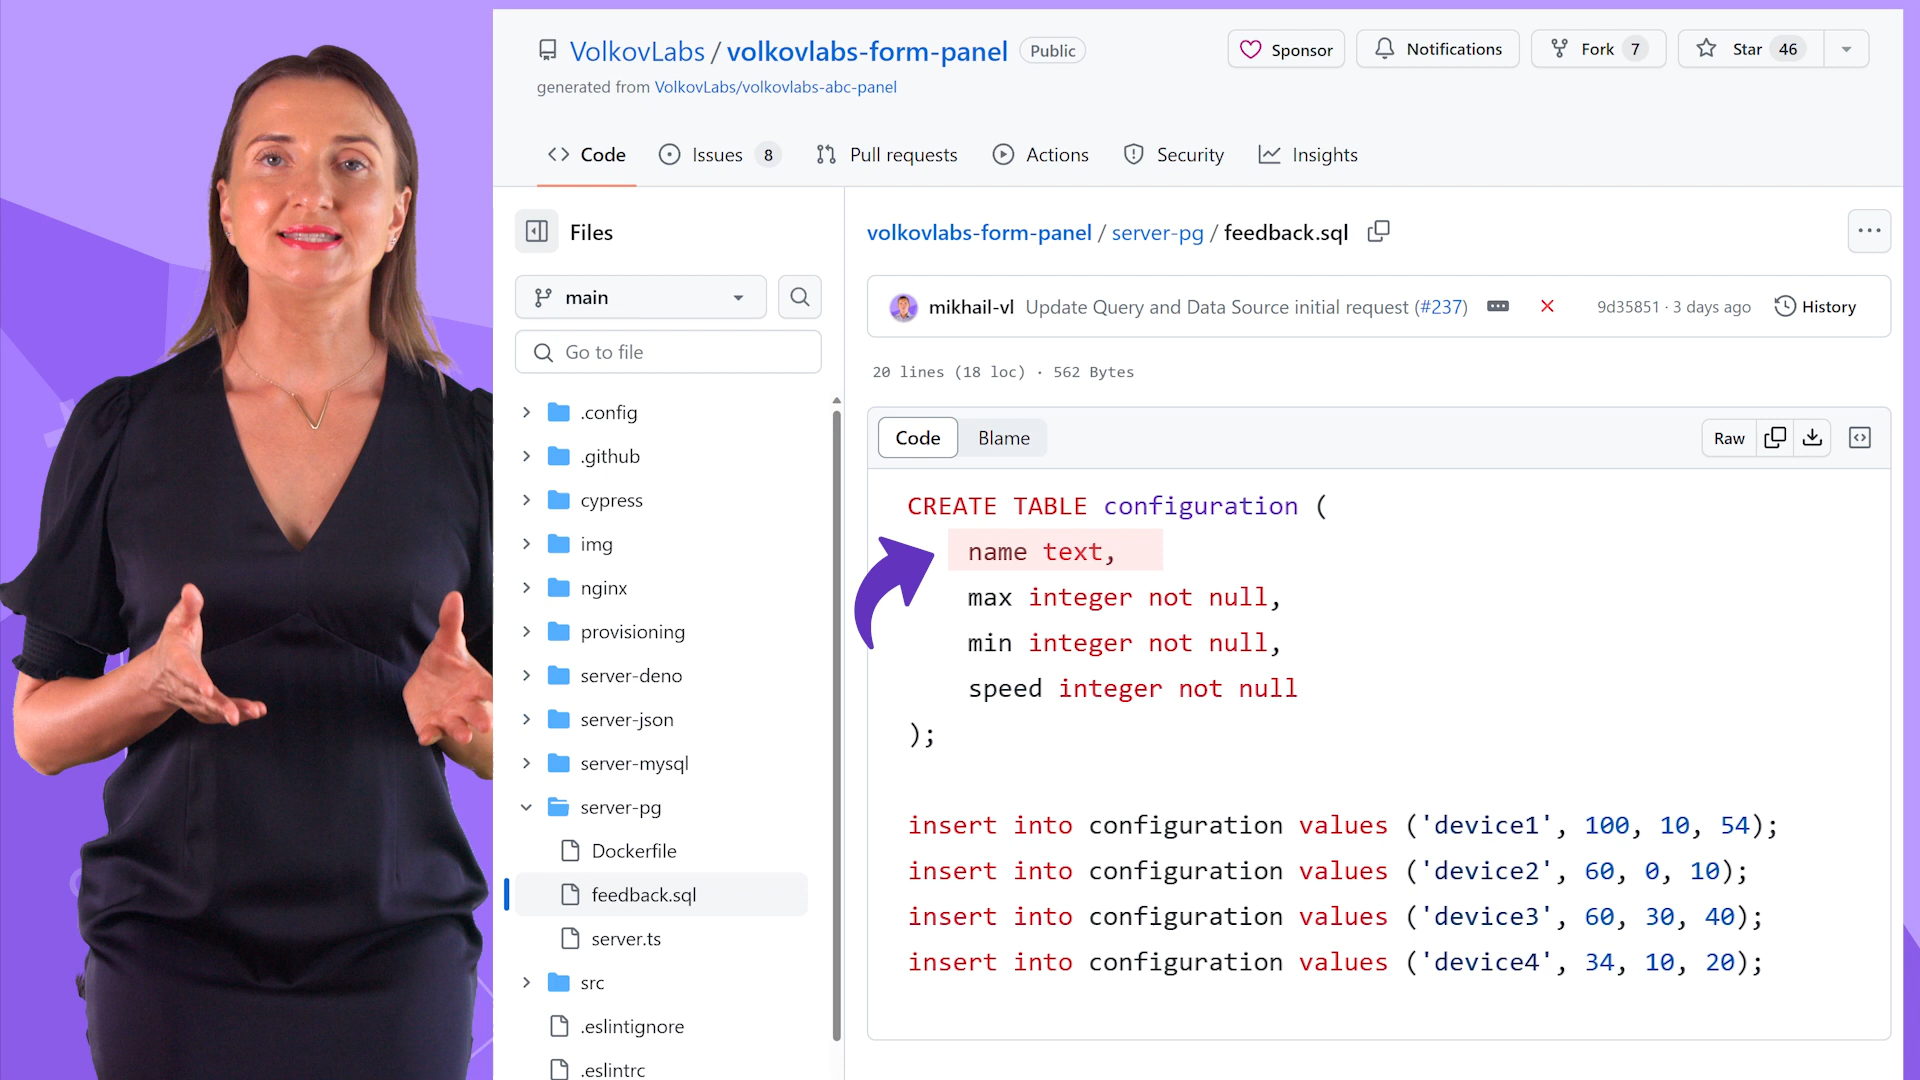 VolkovLabs / volkovlabs-form-panel Public
Sponsor Notifications Fork 7 Star 46
generated from VolkovLabs/volkovlabs-abc-panel
Code Issues 8 Pull requests Actions Security Insights
Files
main
Go to file
.config
.github
cypress
img
nginx
provisioning
server-deno
server-json
server-mysql
server-pg
Dockerfile
feedback.sql
server.ts
src
.eslintignore
.eslintrc
volkovlabs-form-panel / server-pg / feedback.sql
mikhail-vl Update Query and Data Source initial request (#237) 9d35851 · 3 days ago History
20 lines (18 loc) · 562 Bytes
Code Blame Raw
CREATE TABLE configuration (
name text,
max integer not null,
min integer not null,
speed integer not null
);
insert into configuration values ('device1', 100, 10, 54);
insert into configuration values ('device2', 60, 0, 10);
insert into configuration values ('device3', 60, 30, 40);
insert into configuration values ('device4', 34, 10, 20);